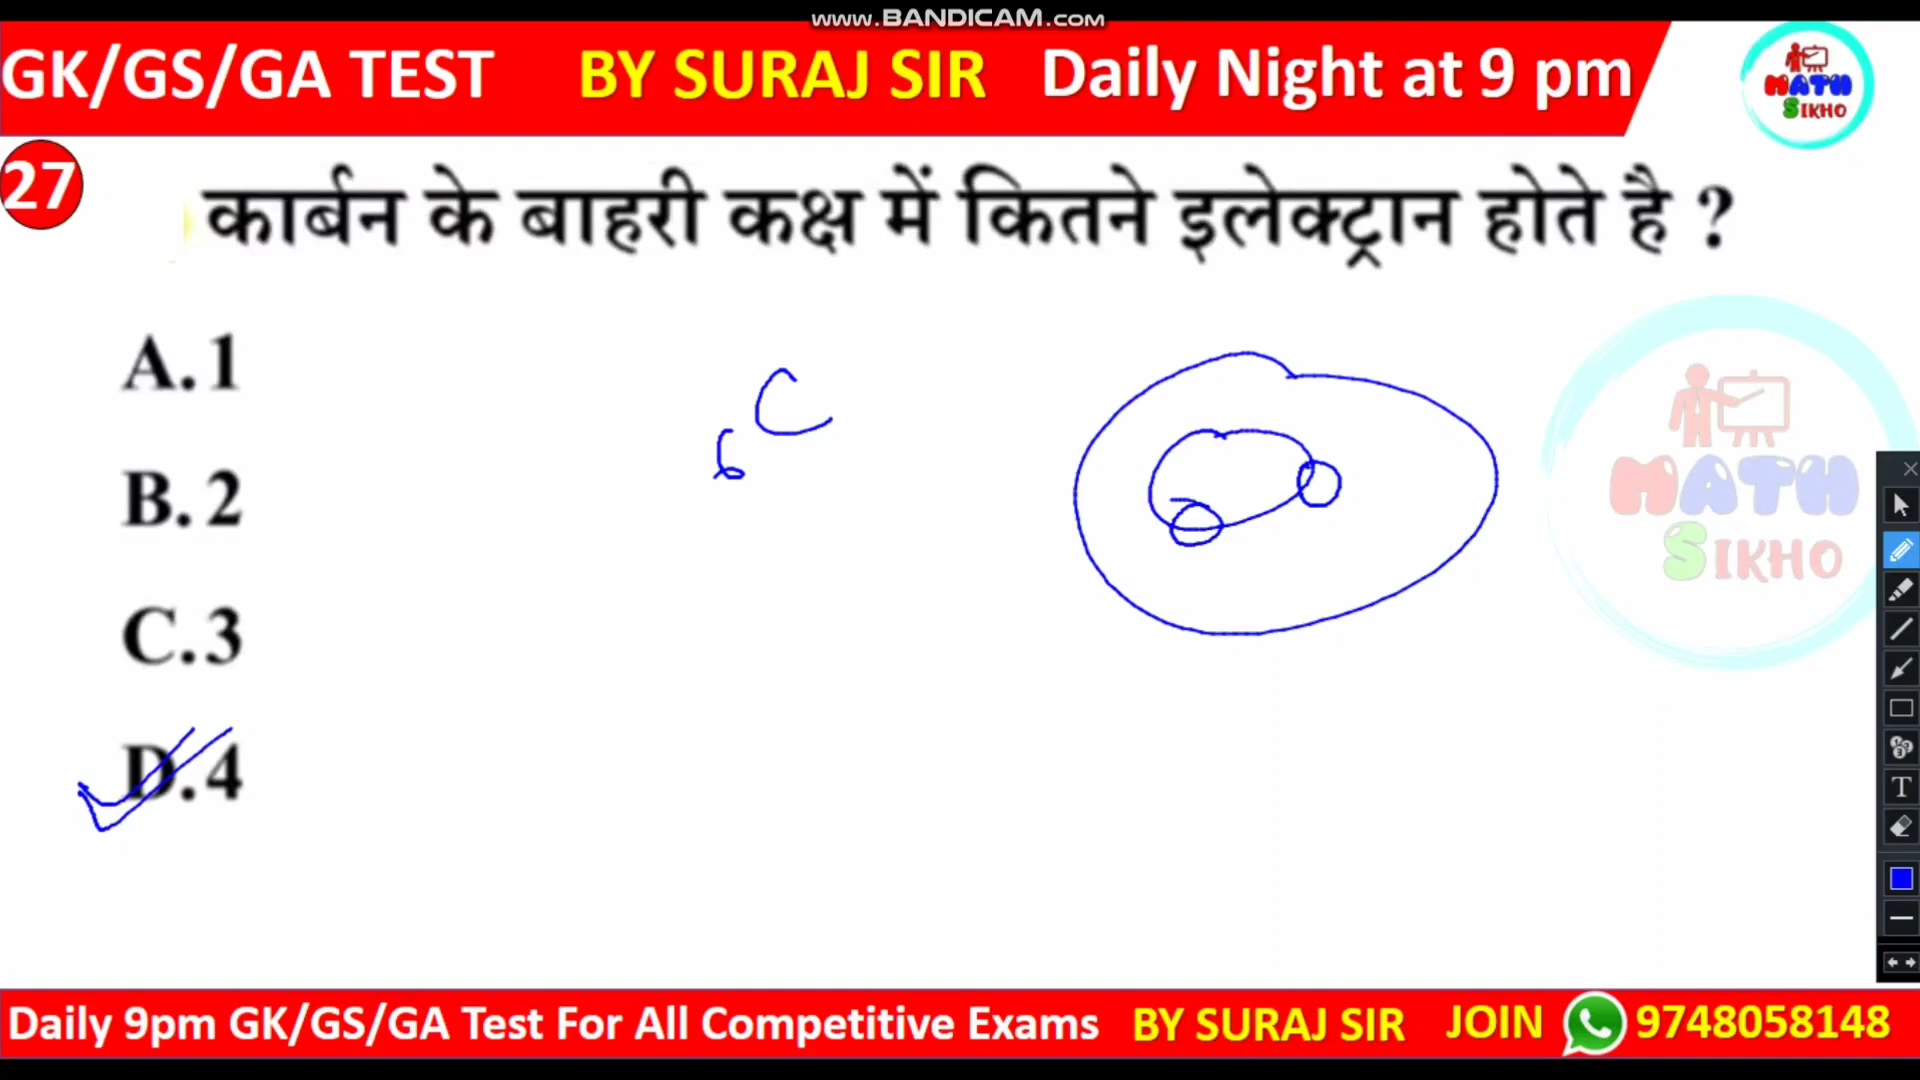 www.BANDICAM.com
GK/GS/GA TEST BY SURAJ SIR Daily Night at 9 pm
MATH
SIKHO
27
कार्बन के बाहरी कक्ष में कितने इलेक्ट्रान होते है ?
A. 1
6 C
B. 2
MATH
SIKHO
C. 3
D. 4
T
Daily 9pm GK/GS/GA Test For All Competitive Exams BY SURAJ SIR JOIN 9748058148